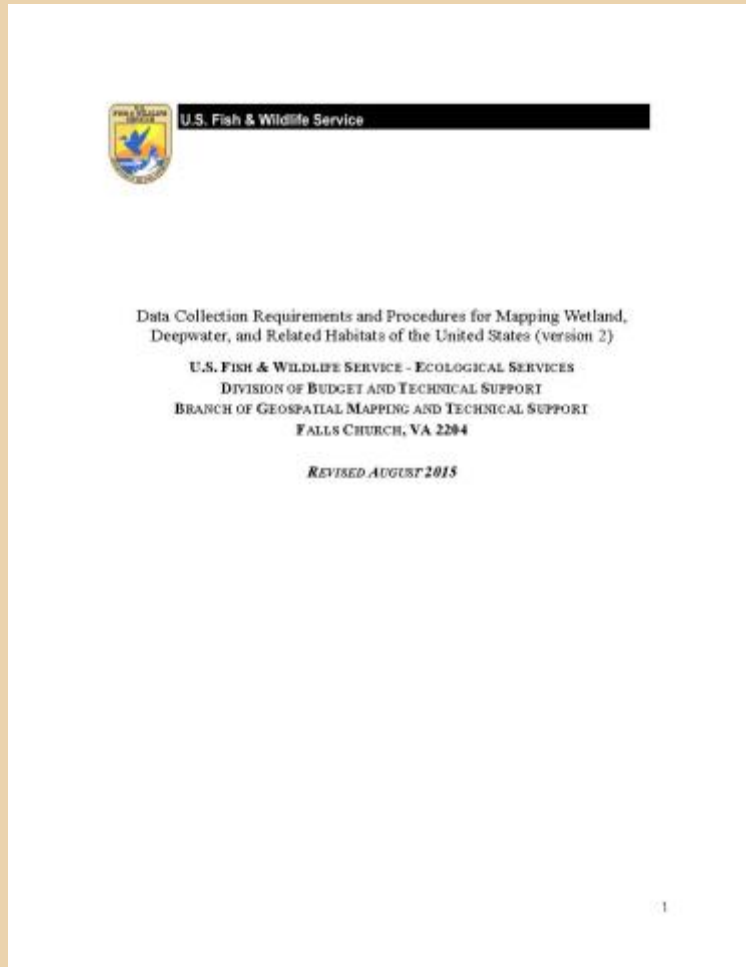 U.S. Fish & Wildlife Service
Data Collection Requirements and Procedures for Mapping Wetland,
Deepwater, and Related Habitats of the United States (version 2)
U.S. FISH & WILDLIFE SERVICE - ECOLOGICAL SERVICES
DIVISION OF BUDGET AND TECHNICAL SUPPORT
BRANCH OF GEOSPATIAL MAPPING AND TECHNICAL SUPPORT
FALLS CHURCH, VA 2204
REVISED AUGUST 2015
1